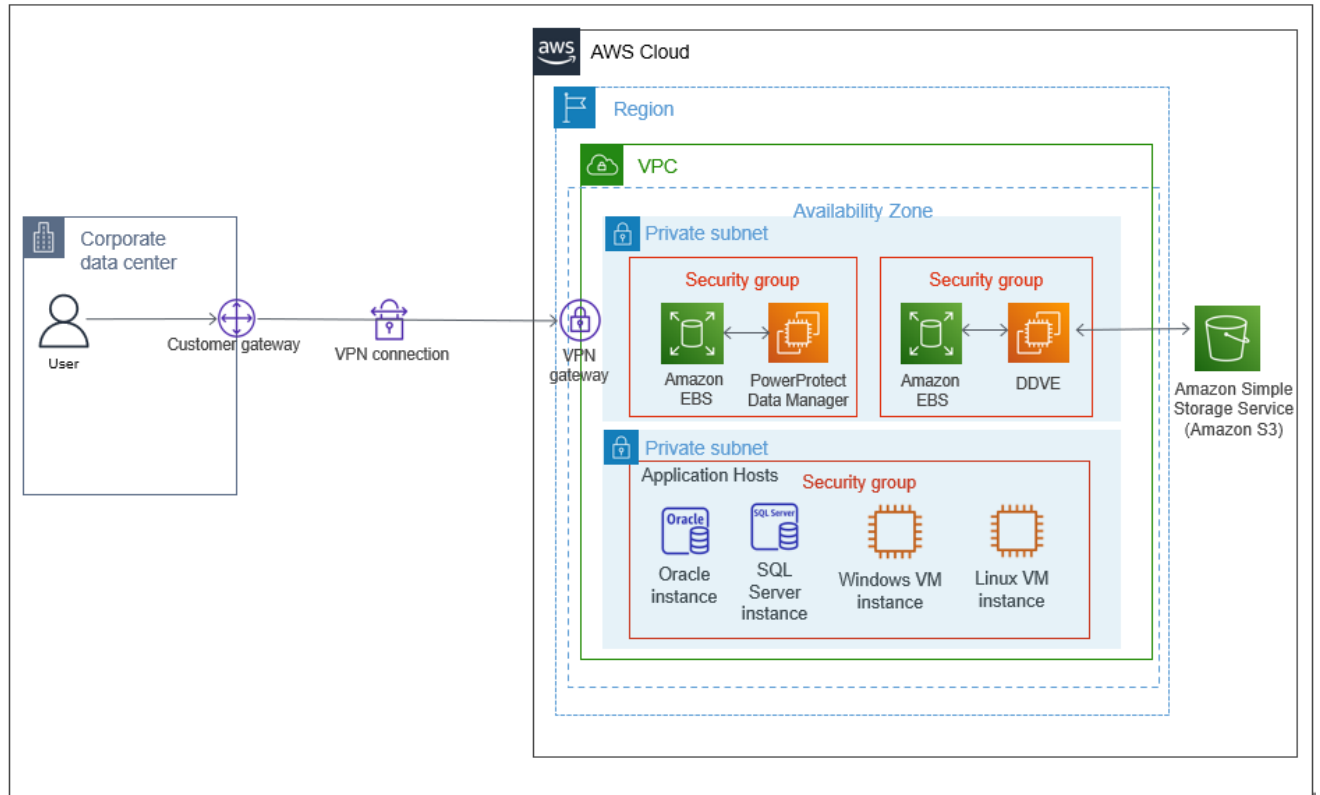 aws
AWS Cloud
Region
VPC
Availability Zone
Private subnet
Corporate
data center
Security group
Security group
User
Customer gateway
VPN connection
VPN
gateway
Amazon
EBS
PowerProtect
Data Manager
Amazon
EBS
DDVE
Amazon Simple
Storage Service
(Amazon S3)
Private subnet
Application Hosts
Security group
Oracle
Oracle
instance
SQL Server
SQL
Server
instance
Windows VM
instance
Linux VM
instance